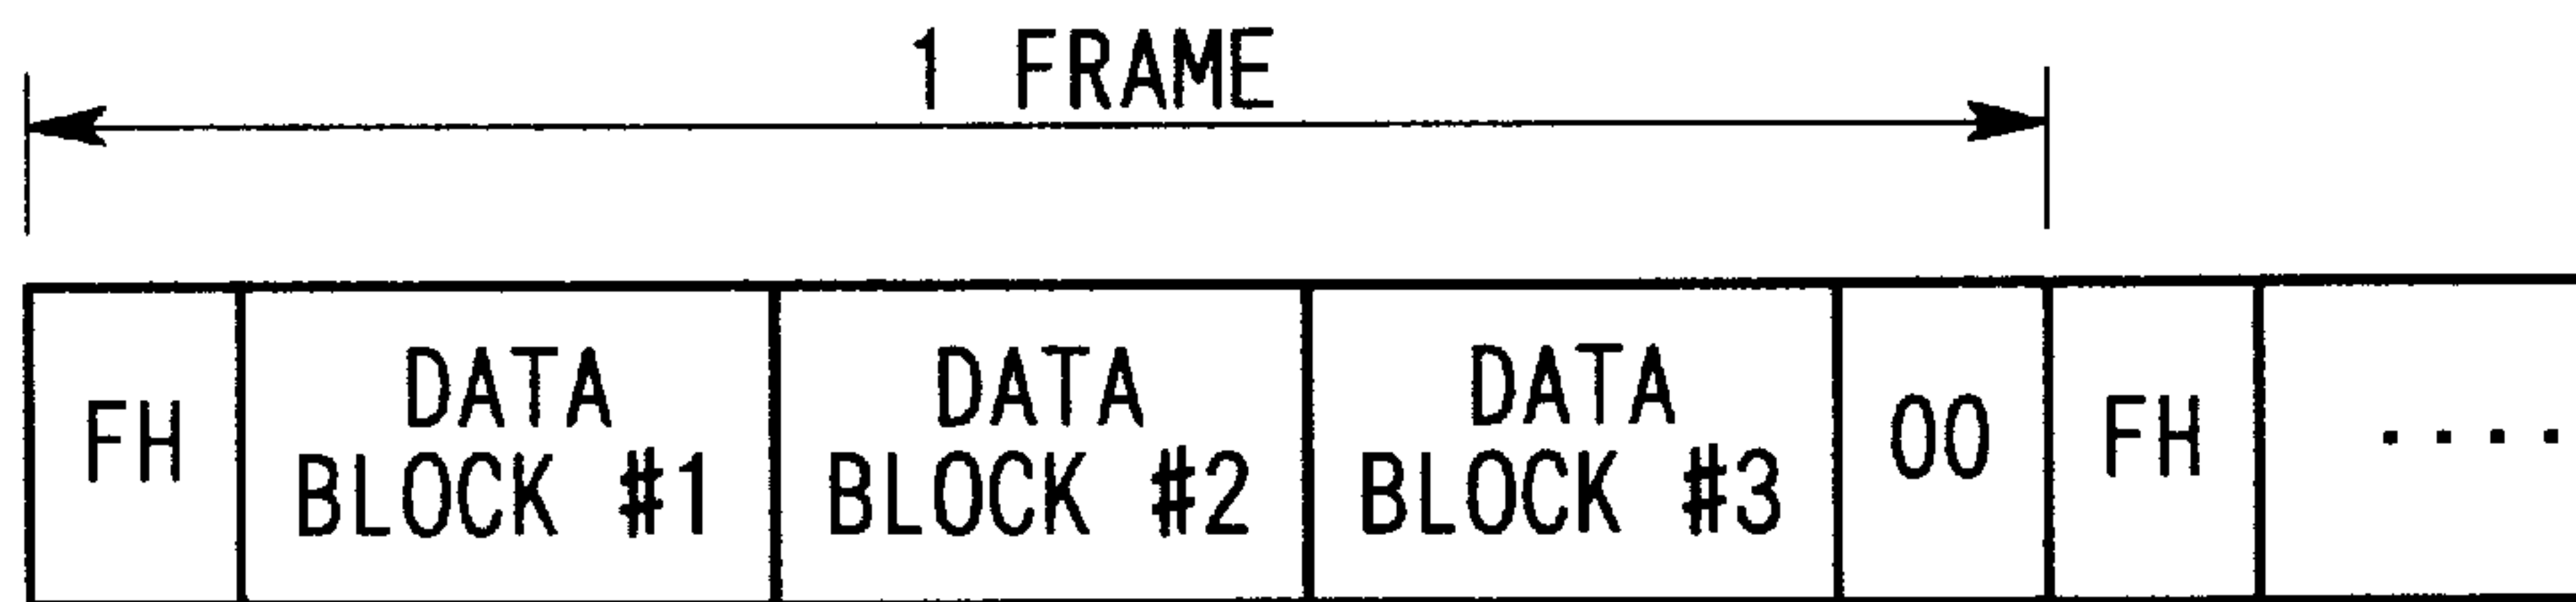 1 FRAME
FH
DATA
BLOCK #1
DATA
BLOCK #2
DATA
BLOCK #3
00
FH
....